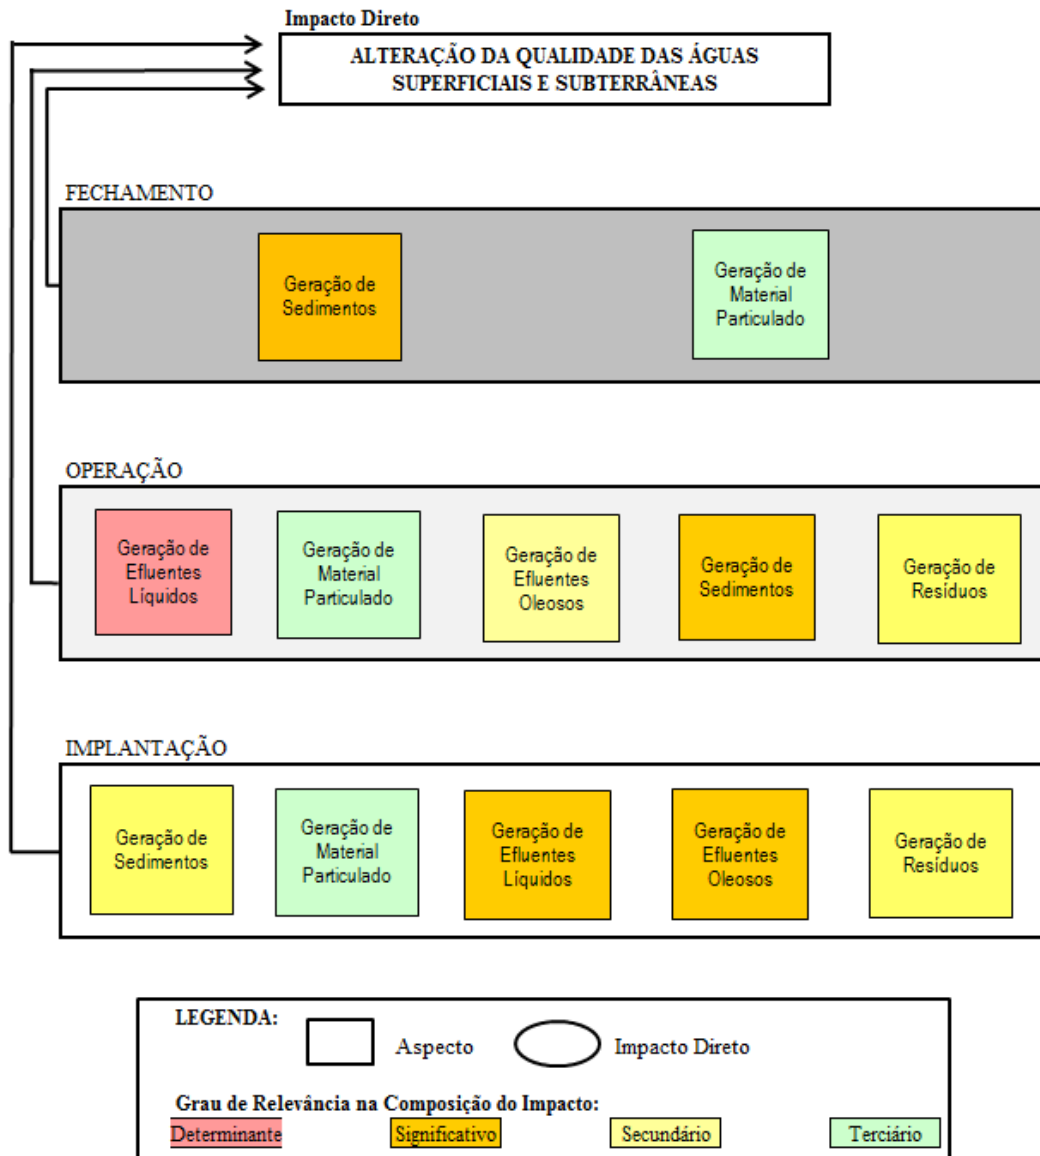 Impacto Direto
ALTERAÇÃO DA QUALIDADE DAS ÁGUAS
SUPERFICIAIS E SUBTERRÂNEAS
FECHAMENTO
Geração de
Sedimentos
Geração de
Material
Particulado
OPERAÇÃO
Geração de
Efluentes
Líquidos
Geração de
Material
Particulado
Geração de
Efluentes
Oleosos
Geração de
Sedimentos
Geração de
Resíduos
IMPLANTAÇÃO
Geração de
Sedimentos
Geração de
Material
Particulado
Geração de
Efluentes
Líquidos
Geração de
Efluentes
Oleosos
Geração de
Resíduos
LEGENDA:
Aspecto
Impacto Direto
Grau de Relevância na Composição do Impacto:
Determinante
Significativo
Secundário
Terciário